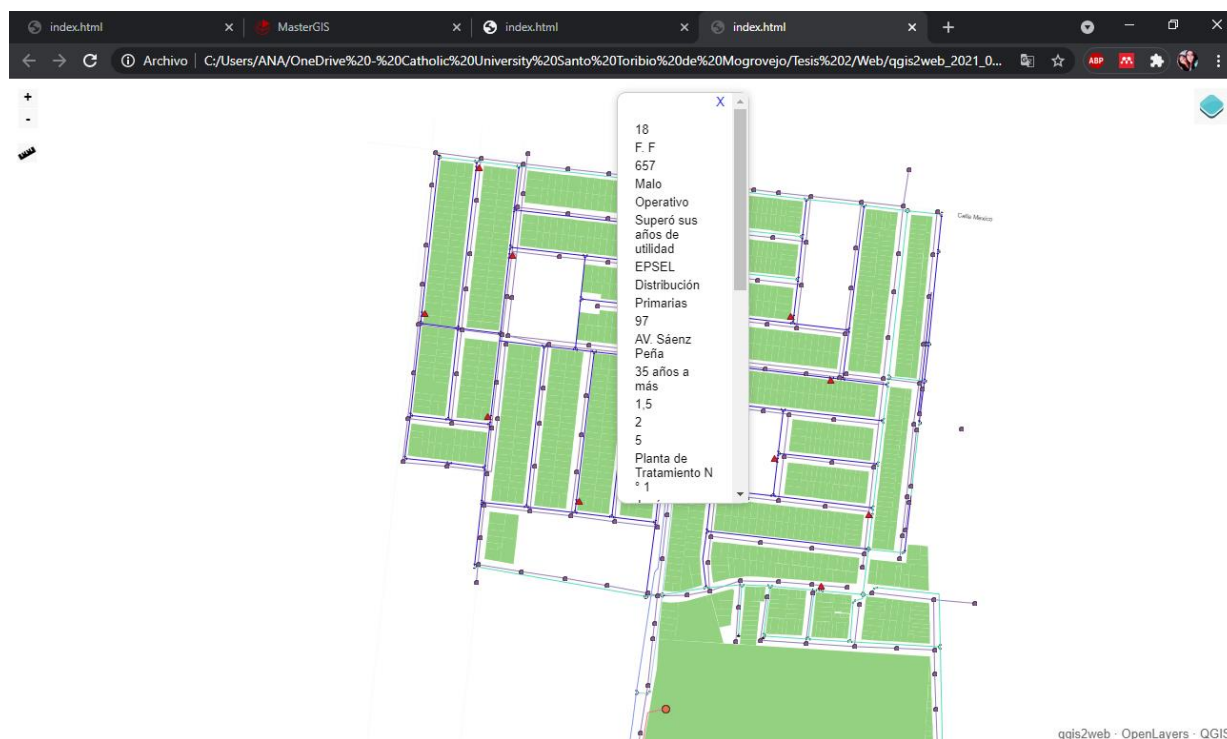 index.html
MasterGIS
index.html
index.html
Archivo
C:/Users/ANA/OneDrive%20-%20Catholic%20University%20Santo%20Toribio%20de%20Mogrovejo/Tesis%202/Web/qgis2web_2021_0...
ABP
+
-
X
18
F. F
657
Malo
Operativo
Superó sus
años de
utilidad
EPSEL
Distribución
Primarias
97
AV. Sáenz
Peña
35 años a
más
1,5
2
5
Planta de
Tratamiento N
° 1
Calle Mexico
qgis2web · OpenLayers · QGIS